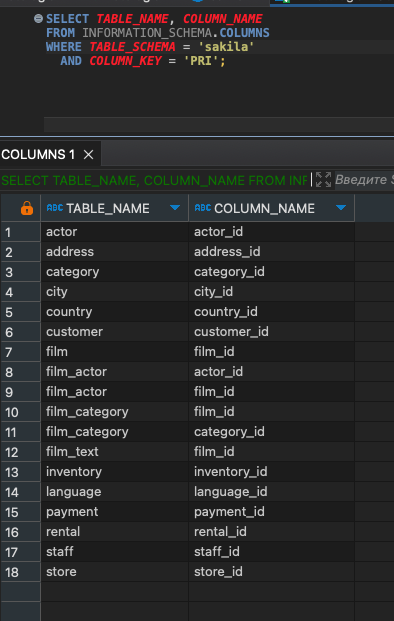 SELECT TABLE_NAME, COLUMN_NAME
FROM INFORMATION_SCHEMA.COLUMNS
WHERE TABLE_SCHEMA = 'sakila'
AND COLUMN_KEY = 'PRI';
COLUMNS 1
SELECT TABLE_NAME, COLUMN_NAME FROM INF Введите S
ABC TABLE_NAME ABC COLUMN_NAME
1 actor actor_id
2 address address_id
3 category category_id
4 city city_id
5 country country_id
6 customer customer_id
7 film film_id
8 film_actor actor_id
9 film_actor film_id
10 film_category film_id
11 film_category category_id
12 film_text film_id
13 inventory inventory_id
14 language language_id
15 payment payment_id
16 rental rental_id
17 staff staff_id
18 store store_id